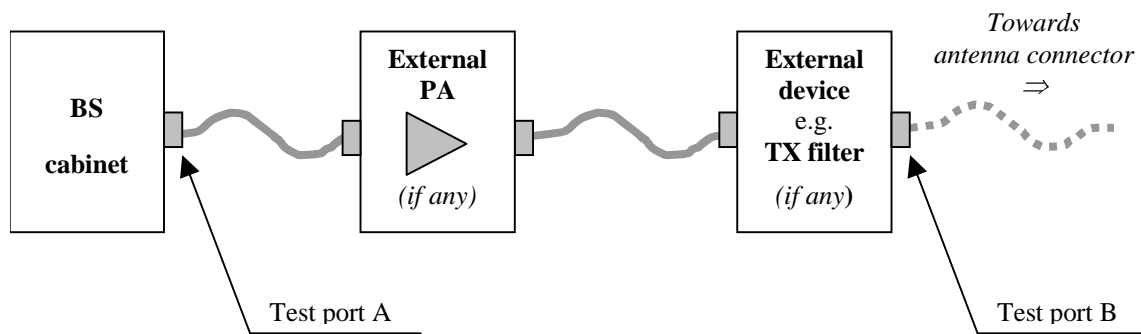 BS
cabinet
External
PA
(if any)
External
device
e.g.
TX filter
(if any)
Towards
antenna connector
⇒
Test port A
Test port B